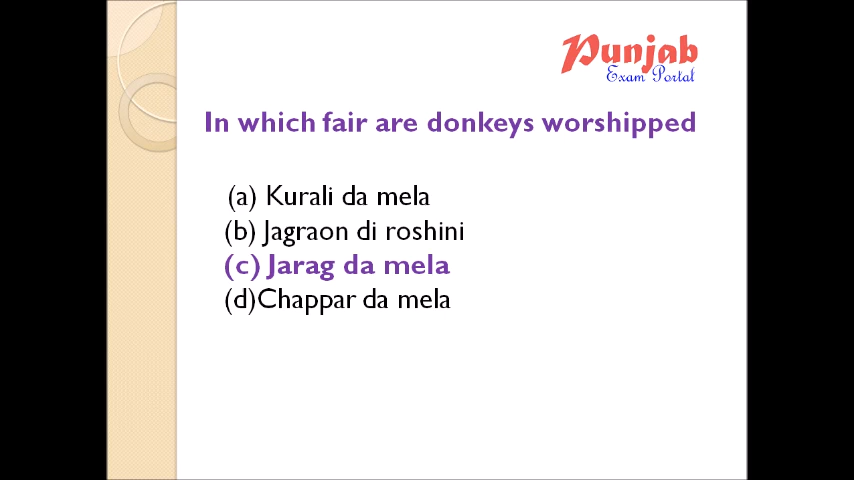 Punjab
Exam Portal
In which fair are donkeys worshipped
(a) Kurali da mela
(b) Jagraon di roshini
(c) Jarag da mela
(d)Chappar da mela